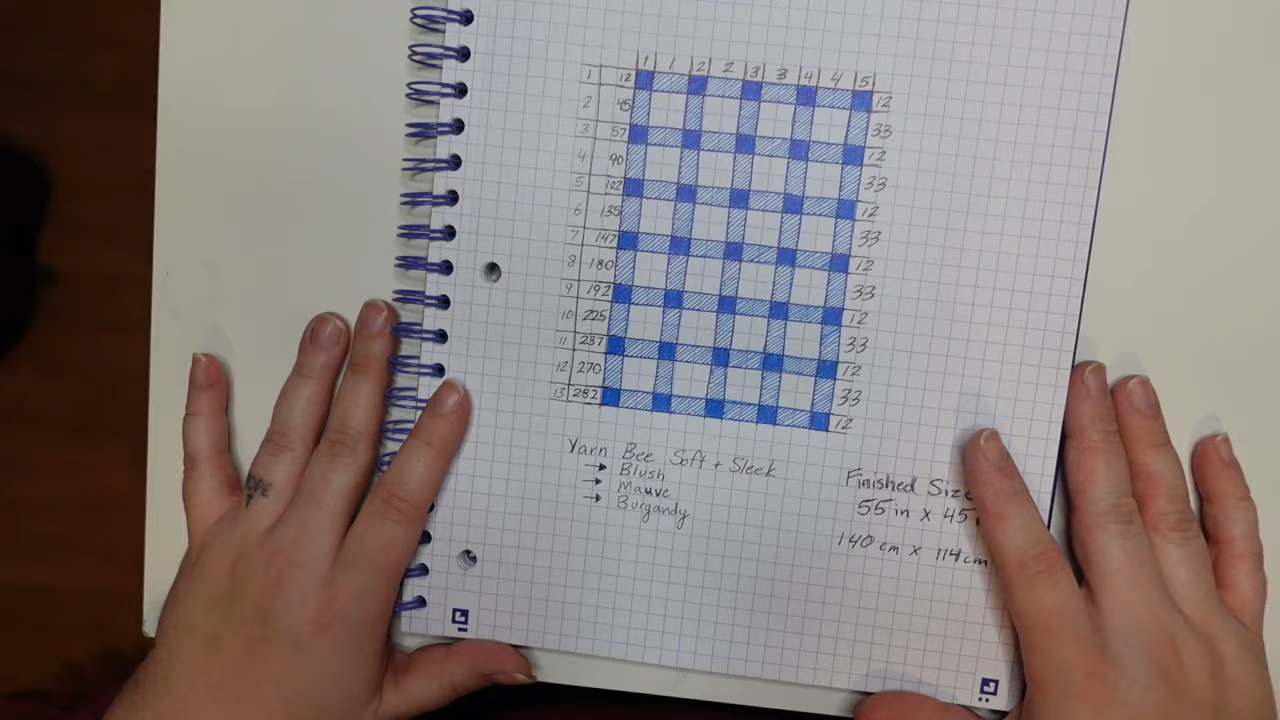 1 1 2 2 3 3 4 4 5
1 12 12
2 45 33
3 57 12
4 90 33
5 102 12
6 135 33
7 147 12
8 180 33
9 192 12
10 225 33
11 237 12
12 270 33
13 282 12
Yarn Bee Soft + Sleek
→ Blush
→ Mauve
→ Burgandy
Finished Size
55 in x 45
140 cm x 114 cm